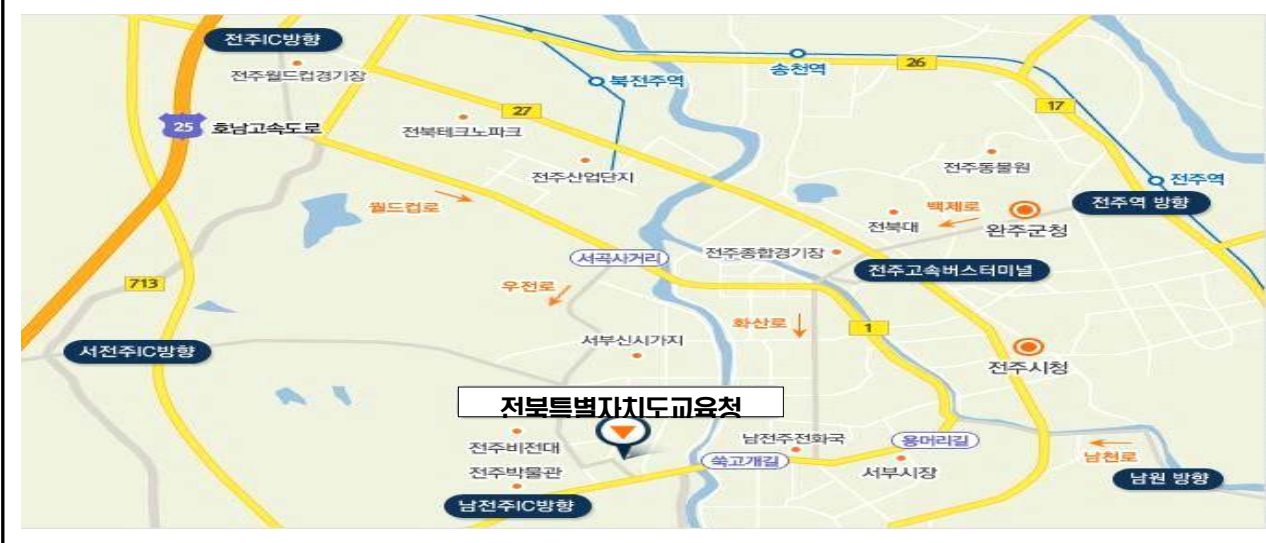 전주IC방향
전주월드컵경기장
25
호남고속도로
27
전북테크노파크
북전주역
송천역
26
17
전주산업단지
전주동물원
전주역
전주역 방향
월드컵로
백제로
전북대
완주군청
서곡사거리
전주종합경기장
전주고속버스터미널
713
우전로
화산로
1
서부신시가지
서전주IC방향
전주시청
전북특별자치도교육청
전주비전대
남전주전화국
용머리길
쑥고개길
서부시장
남천로
전주박물관
남원 방향
남전주IC방향